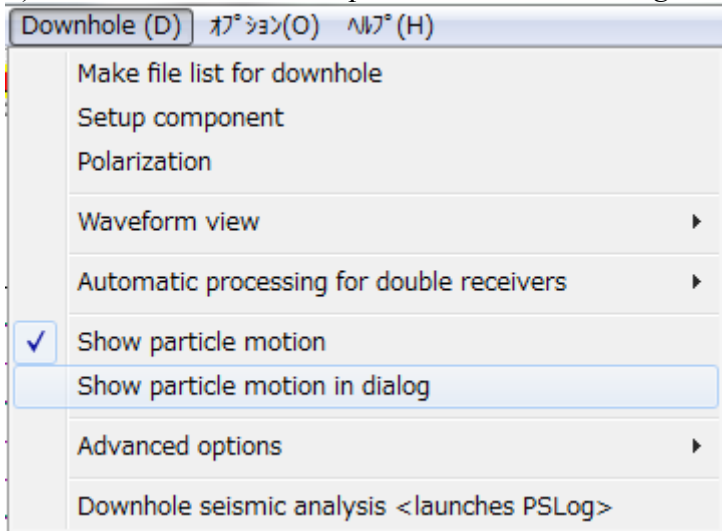 Downhole (D) ｵﾌﾟｼｮﾝ(O) ﾍﾙﾌﾟ(H)
Make file list for downhole
Setup component
Polarization
Waveform view
Automatic processing for double receivers
Show particle motion
Show particle motion in dialog
Advanced options
Downhole seismic analysis <launches PSLog>